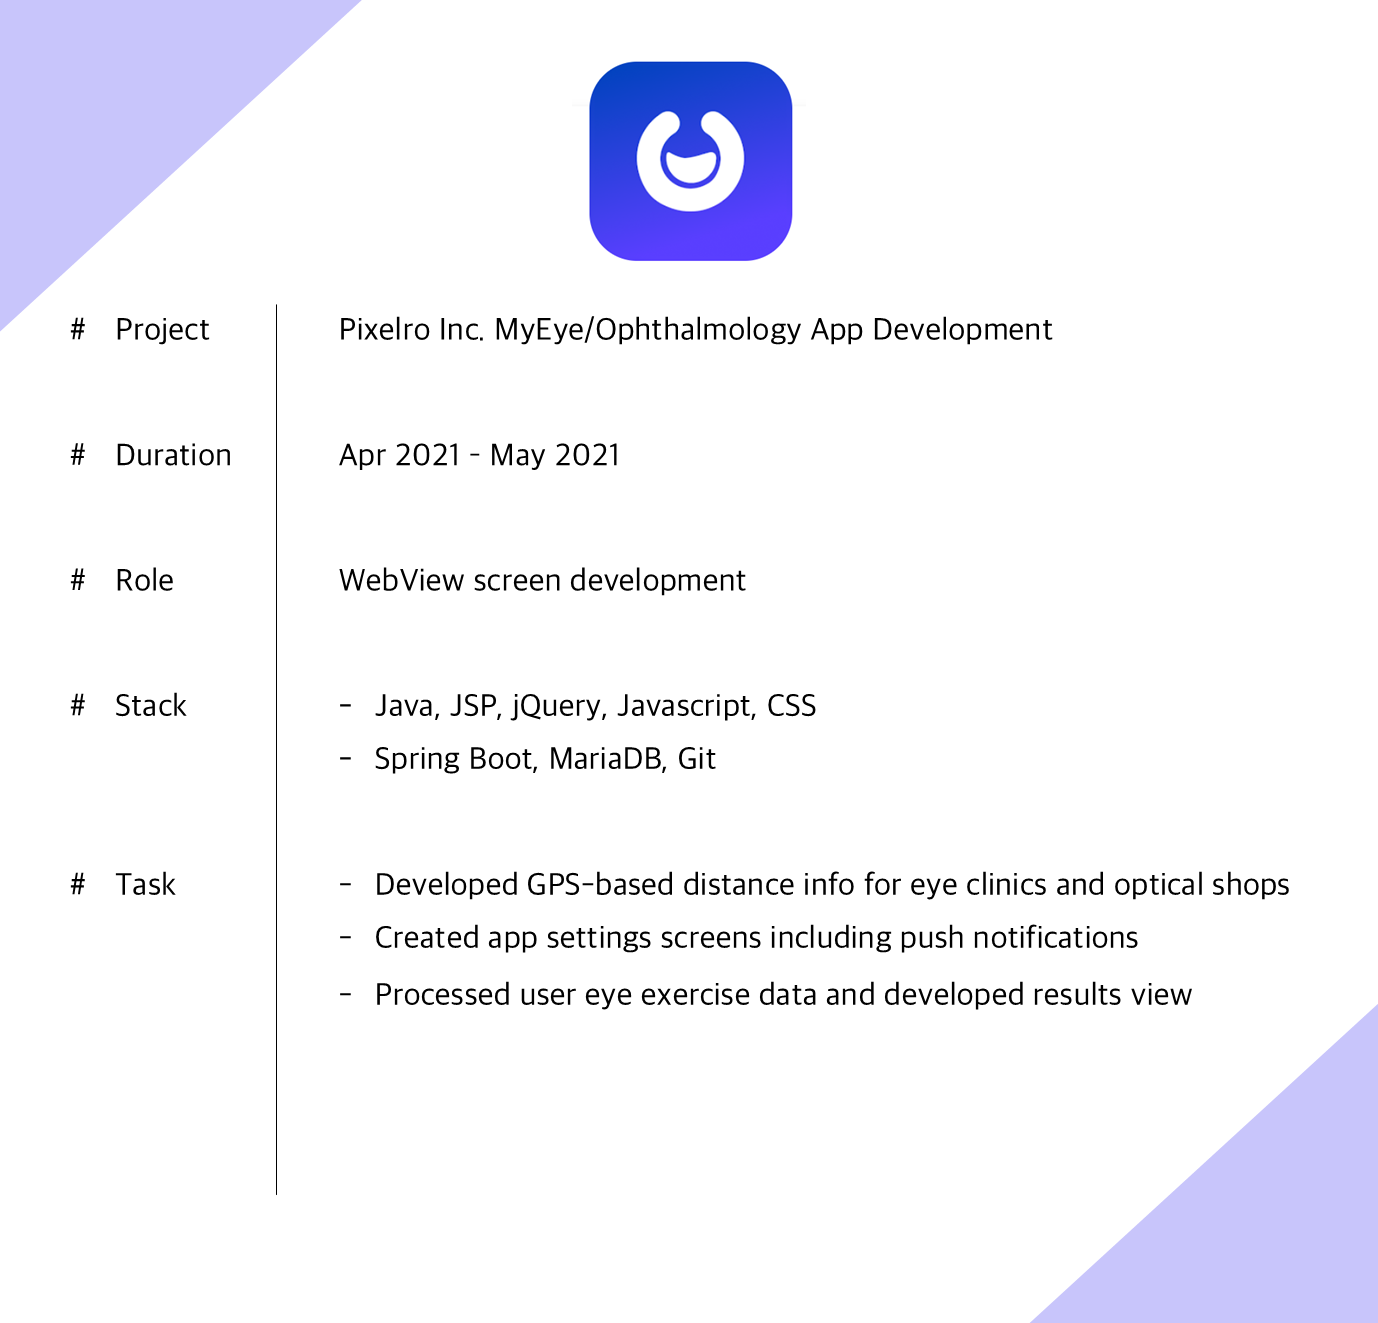 # Project Pixelro Inc. MyEye/Ophthalmology App Development
# Duration Apr 2021 - May 2021
# Role WebView screen development
# Stack - Java, JSP, jQuery, Javascript, CSS
- Spring Boot, MariaDB, Git
# Task - Developed GPS-based distance info for eye clinics and optical shops
- Created app settings screens including push notifications
- Processed user eye exercise data and developed results view